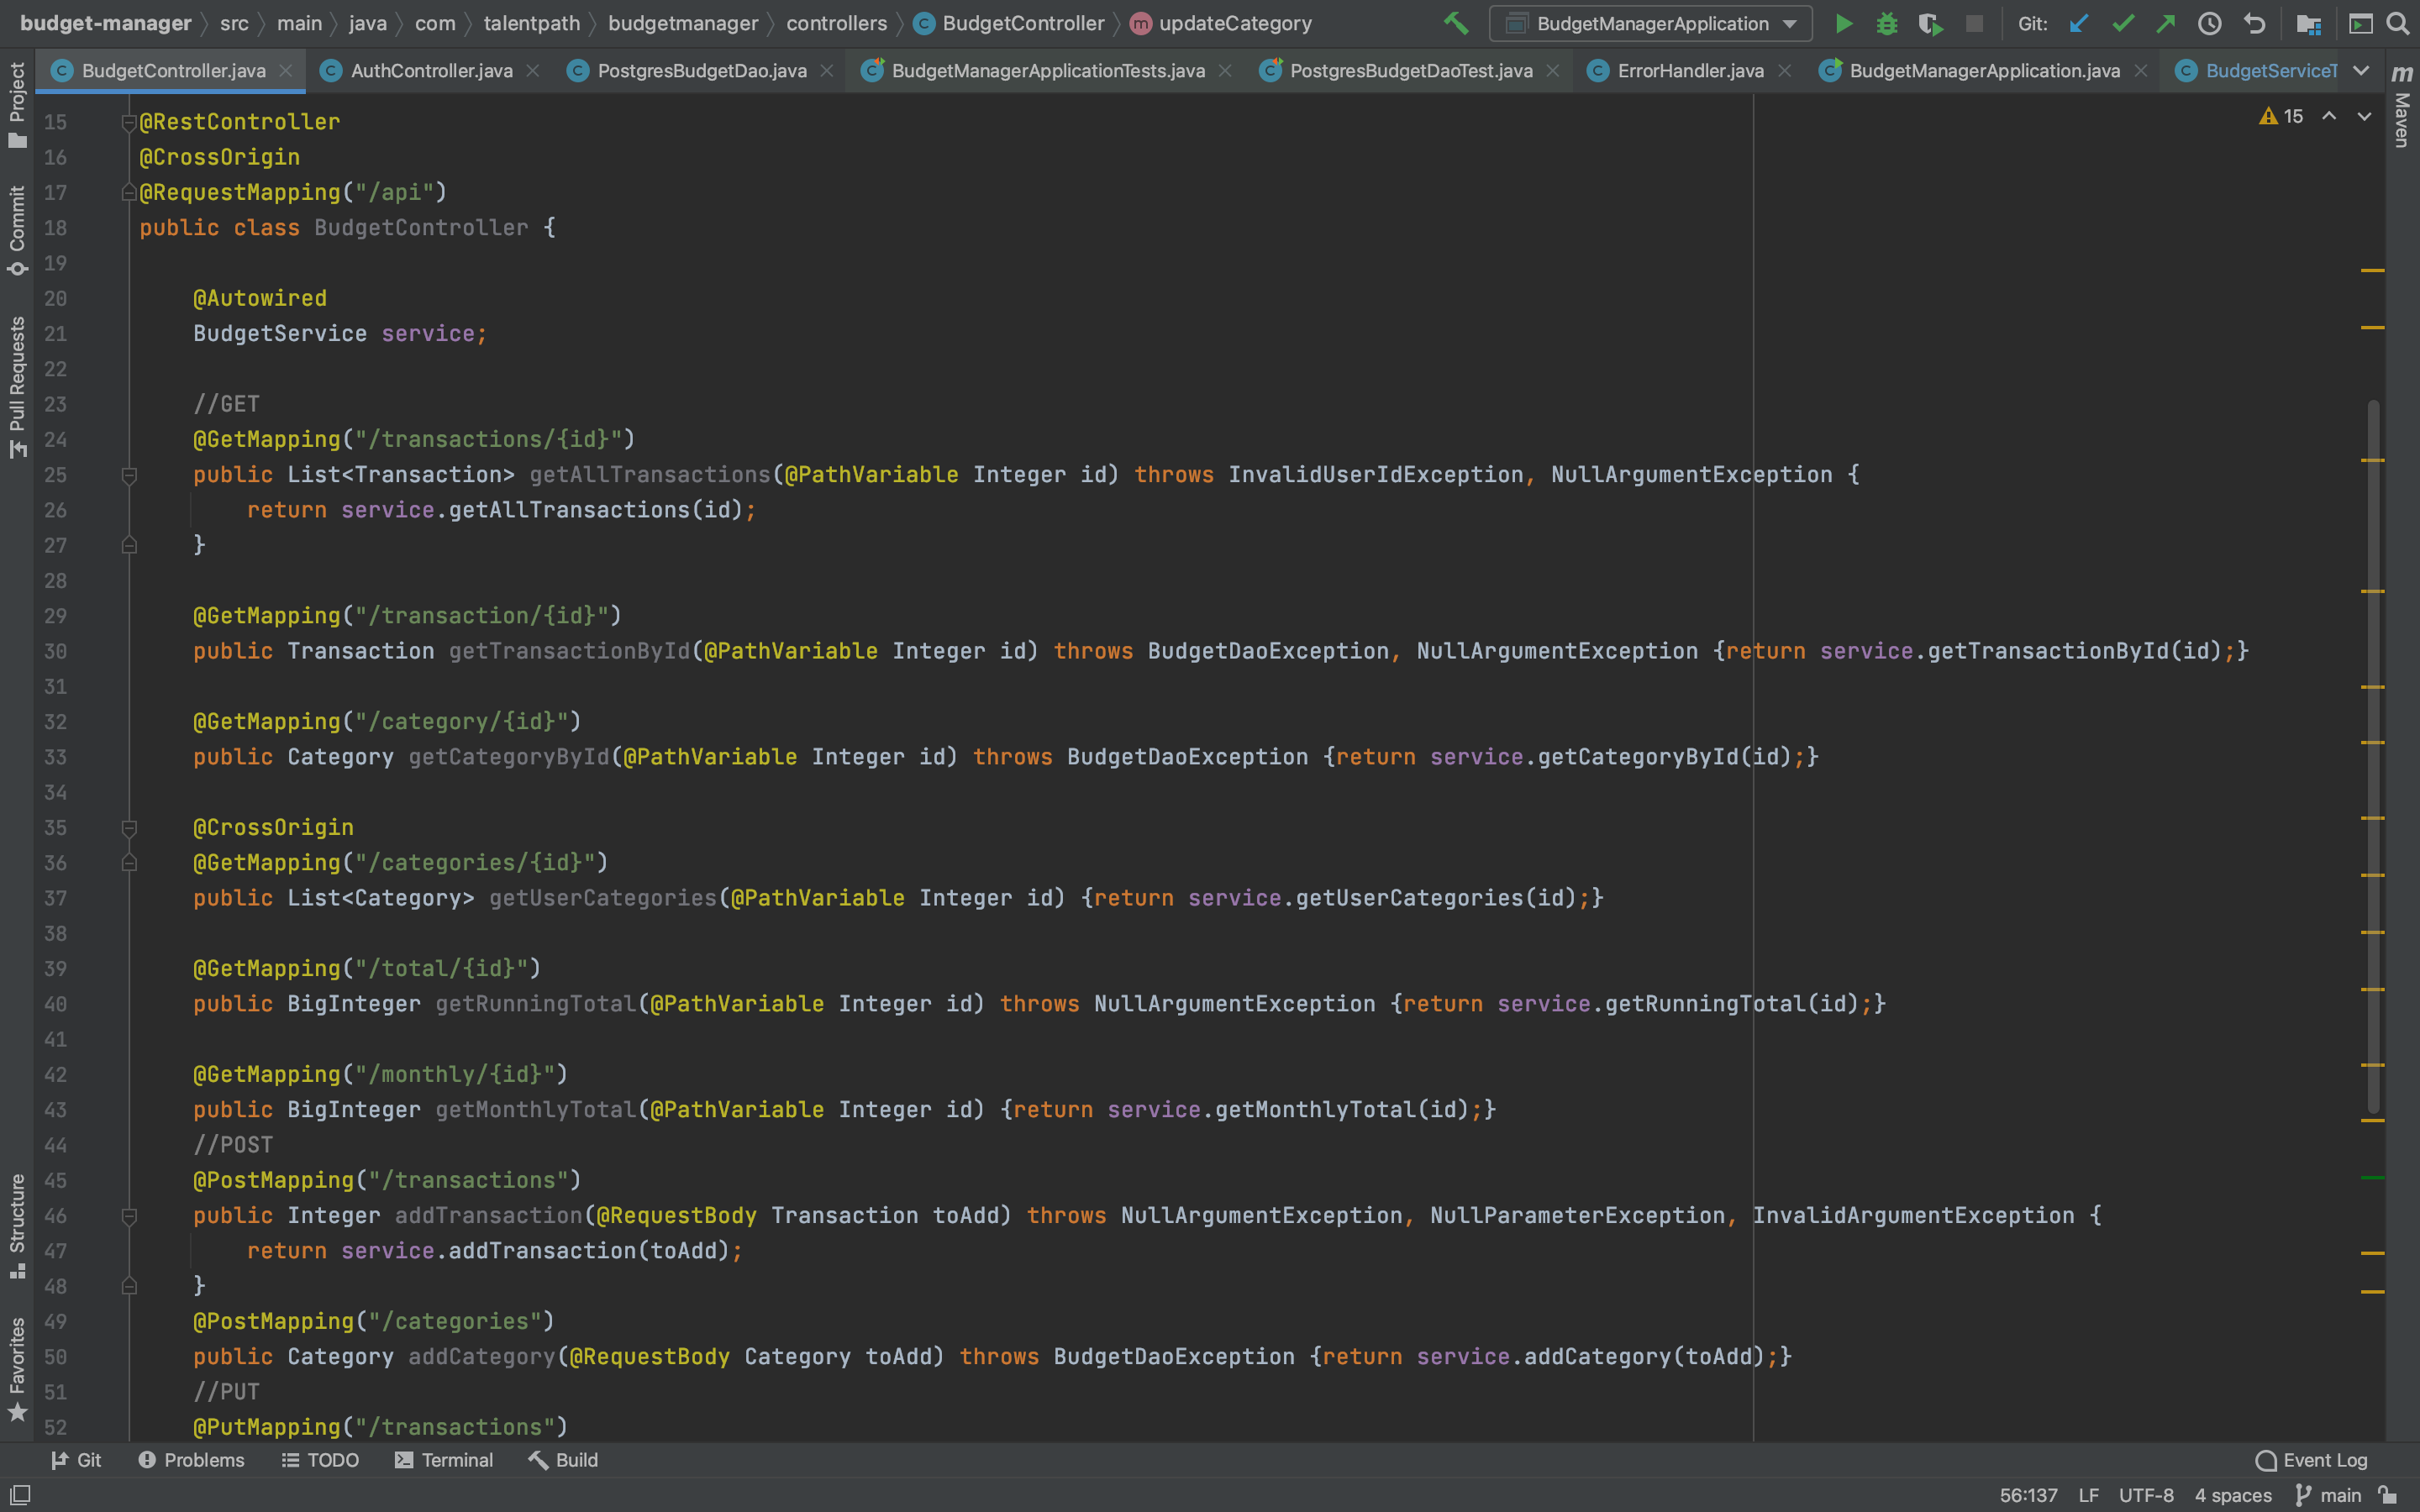 budget-manager 〉 src 〉 main 〉 java 〉 com 〉 talentpath 〉 budgetmanager 〉 controllers 〉 BudgetController 〉 updateCategory
BudgetManagerApplication
Git:
BudgetController.java
AuthController.java
PostgresBudgetDao.java
BudgetManagerApplicationTests.java
PostgresBudgetDaoTest.java
ErrorHandler.java
BudgetManagerApplication.java
BudgetServiceT
Project
Commit
Pull Requests
Structure
Favorites
Maven
15
15 @RestController
16 @CrossOrigin
17 @RequestMapping("/api")
18 public class BudgetController {
19
20     @Autowired
21     BudgetService service;
22
23     //GET
24     @GetMapping("/transactions/{id}")
25     public List<Transaction> getAllTransactions(@PathVariable Integer id) throws InvalidUserIdException, NullArgumentException {
26         return service.getAllTransactions(id);
27     }
28
29     @GetMapping("/transaction/{id}")
30     public Transaction getTransactionById(@PathVariable Integer id) throws BudgetDaoException, NullArgumentException {return service.getTransactionById(id);}
31
32     @GetMapping("/category/{id}")
33     public Category getCategoryById(@PathVariable Integer id) throws BudgetDaoException {return service.getCategoryById(id);}
34
35     @CrossOrigin
36     @GetMapping("/categories/{id}")
37     public List<Category> getUserCategories(@PathVariable Integer id) {return service.getUserCategories(id);}
38
39     @GetMapping("/total/{id}")
40     public BigInteger getRunningTotal(@PathVariable Integer id) throws NullArgumentException {return service.getRunningTotal(id);}
41
42     @GetMapping("/monthly/{id}")
43     public BigInteger getMonthlyTotal(@PathVariable Integer id) {return service.getMonthlyTotal(id);}
44     //POST
45     @PostMapping("/transactions")
46     public Integer addTransaction(@RequestBody Transaction toAdd) throws NullArgumentException, NullParameterException, InvalidArgumentException {
47         return service.addTransaction(toAdd);
48     }
49     @PostMapping("/categories")
50     public Category addCategory(@RequestBody Category toAdd) throws BudgetDaoException {return service.addCategory(toAdd);}
51     //PUT
52     @PutMapping("/transactions")
Git Problems TODO Terminal Build Event Log
56:137 LF UTF-8 4 spaces main